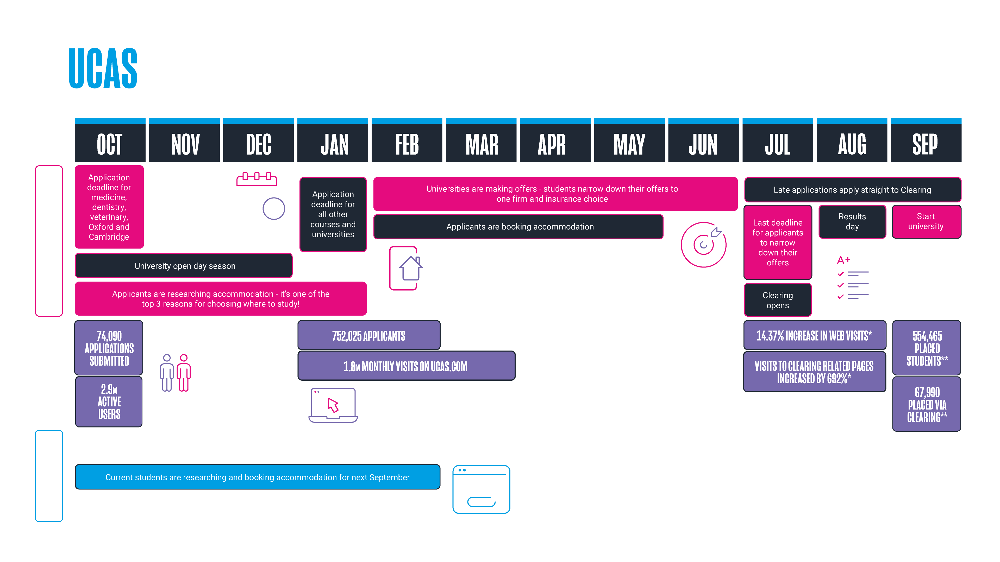 UCAS
OCT
NOV
DEC
JAN
FEB
MAR
APR
MAY
JUN
JUL
AUG
SEP
Application
deadline for
medicine,
dentistry,
veterinary,
Oxford and
Cambridge
University open day season
Applicants are researching accommodation - it's one of the
top 3 reasons for choosing where to study!
Application
deadline for
all other
courses and
universities
Universities are making offers - students narrow down their offers to
one firm and insurance choice
Applicants are booking accommodation
Late applications apply straight to Clearing
Last deadline
for applicants
to narrow
down their
offers
Results
day
Start
university
A+
Clearing
opens
74,090
APPLICATIONS
SUBMITTED
2.9M
ACTIVE
USERS
752,025 APPLICANTS
1.8M MONTHLY VISITS ON UCAS.COM
14.37% INCREASE IN WEB VISITS*
VISITS TO CLEARING RELATED PAGES
INCREASED BY 692%*
554,465
PLACED
STUDENTS**
67,990
PLACED VIA
CLEARING**
Current students are researching and booking accommodation for next September